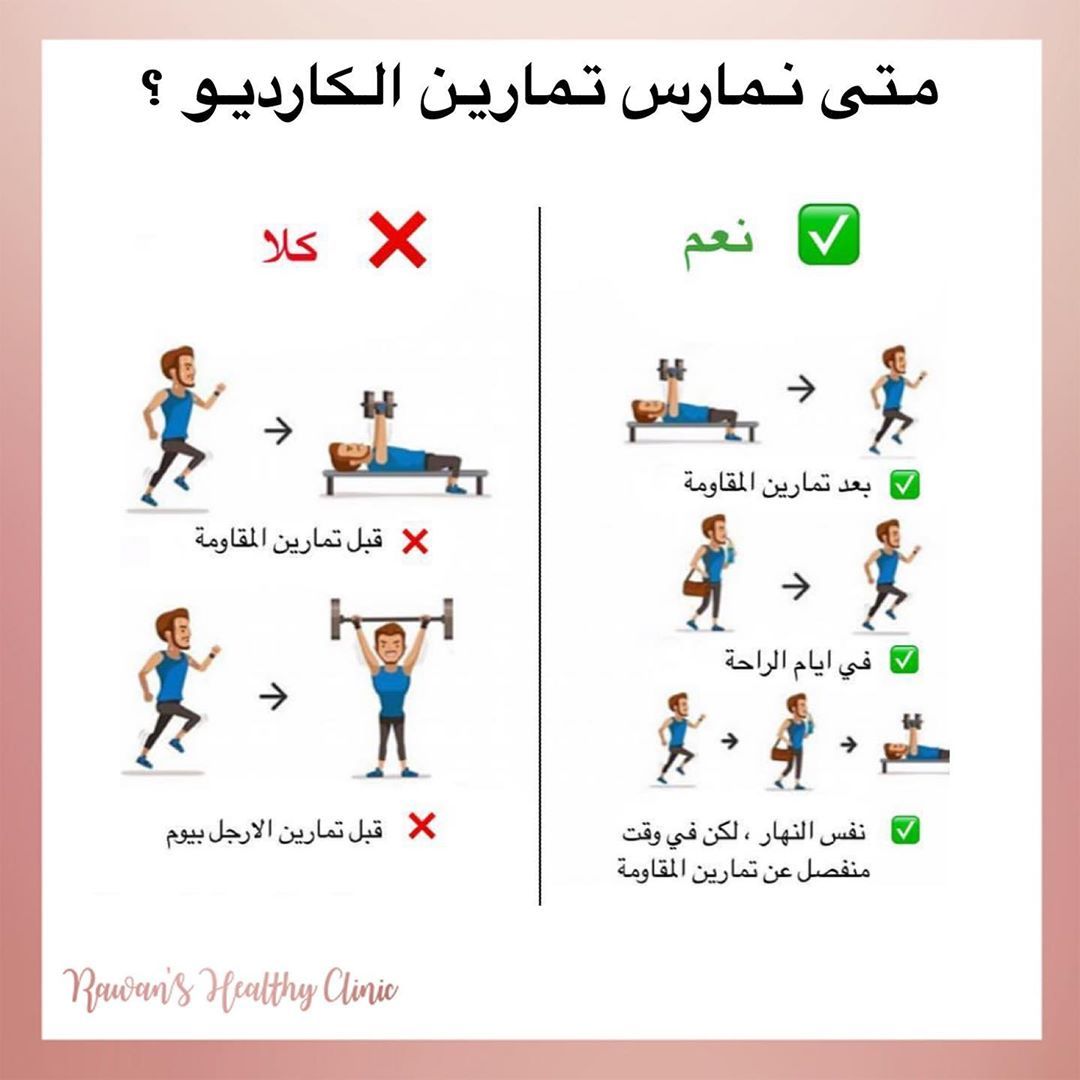 متى نمارس تمارين الكارديو ؟
نعم
بعد تمارين المقاومة
في ايام الراحة
نفس النهار ، لكن في وقت
منفصل عن تمارين المقاومة
كلا
قبل تمارين المقاومة
قبل تمارين الارجل بيوم
Rawan's Healthy Clinic